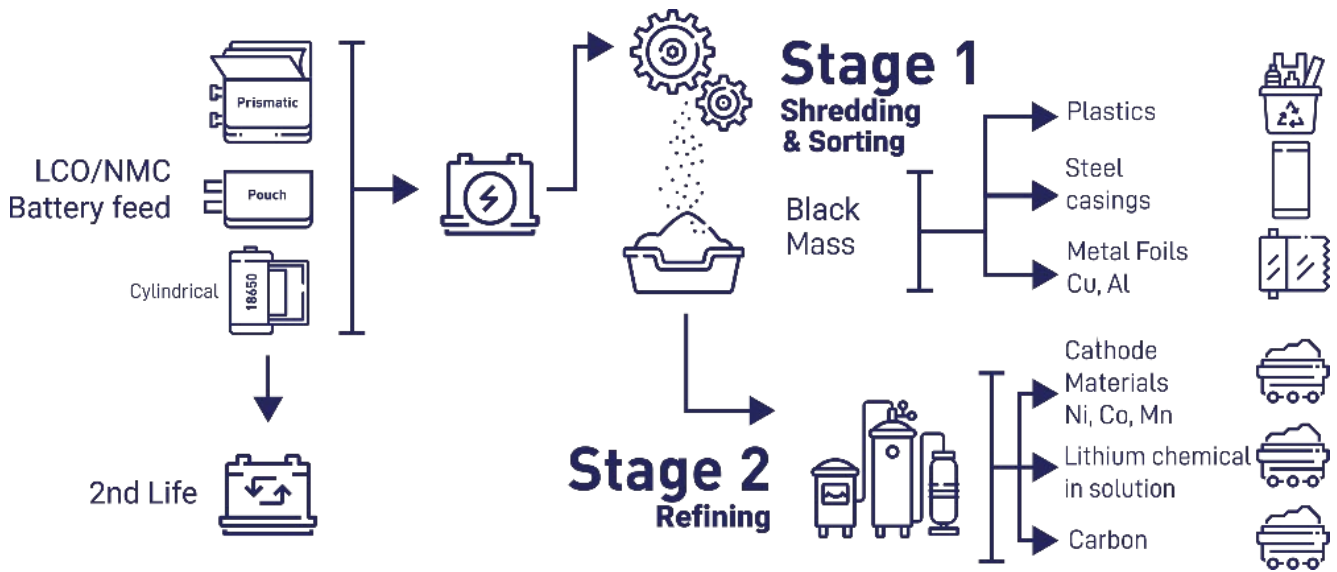 LCO/NMC
Battery feed
Prismatic
Pouch
Cylindrical
18650
2nd Life
Stage 1
Shredding
& Sorting
Black
Mass
Plastics
Steel
casings
Metal Foils
Cu, Al
Stage 2
Refining
Cathode
Materials
Ni, Co, Mn
Lithium chemical
in solution
Carbon